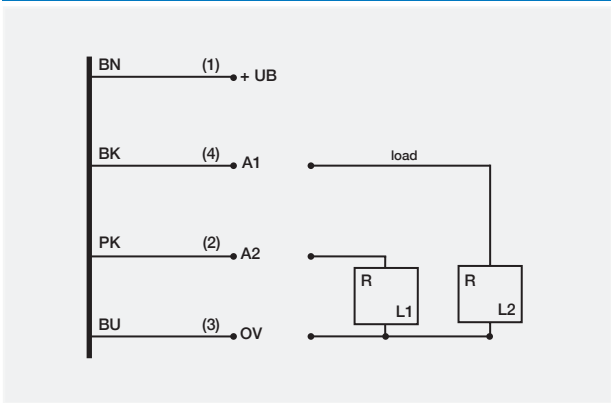 BN (1) + UB
BK (4) A1 load
PK (2) A2
R
L1
R
L2
BU (3) OV